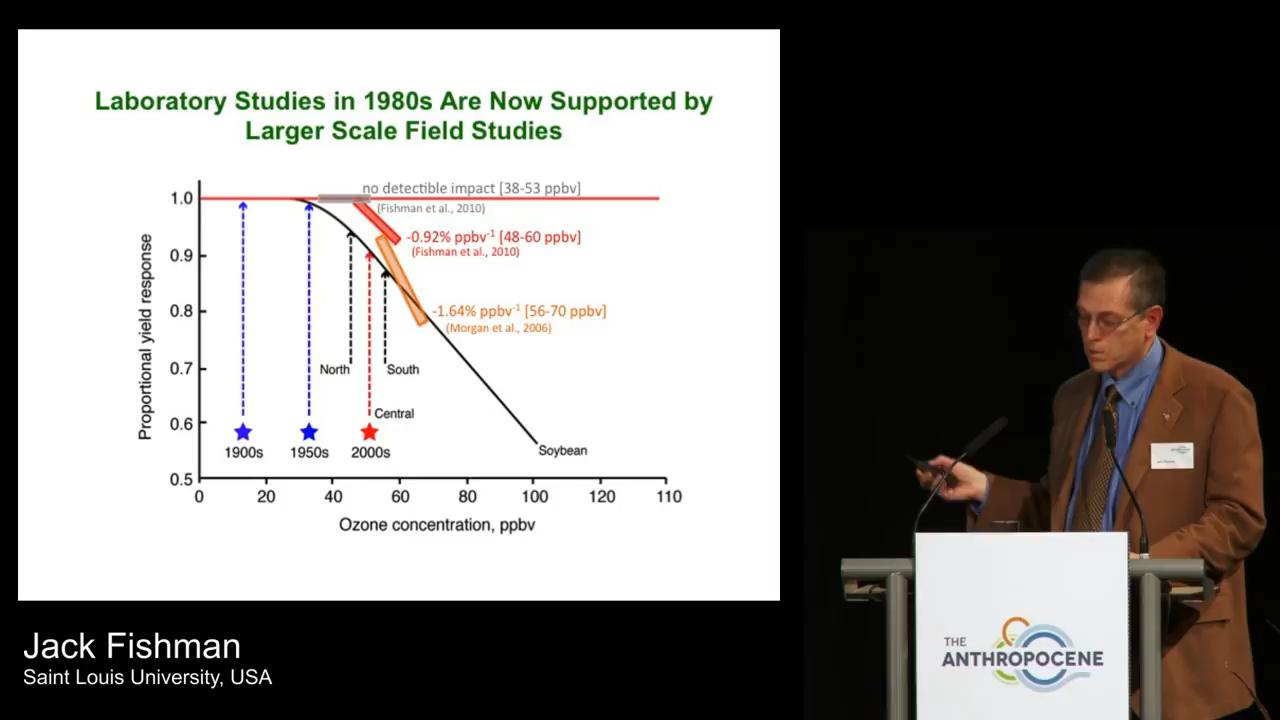 Laboratory Studies in 1980s Are Now Supported by
Larger Scale Field Studies
Proportional yield response
1.0
0.9
0.8
0.7
0.6
0.5
no detectible impact [38-53 ppbv]
(Fishman et al., 2010)
-0.92% ppbv-1 [48-60 ppbv]
(Fishman et al., 2010)
-1.64% ppbv-1 [56-70 ppbv]
(Morgan et al., 2006)
North
South
Central
1900s
1950s
2000s
Soybean
0
20
40
60
80
100
120
110
Ozone concentration, ppbv
Jack Fishman
Saint Louis University, USA
THE
ANTHROPOCENE